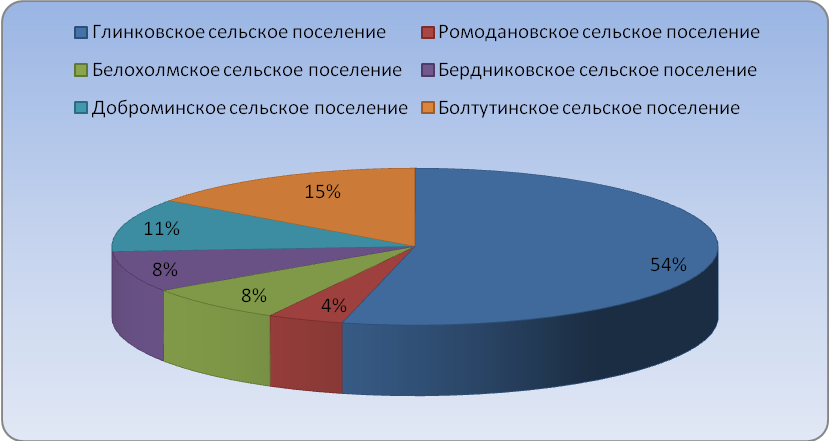 Глинковское сельское поселение Ромодановское сельское поселение
Белохолмское сельское поселение Бердниковское сельское поселение
Доброминское сельское поселение Болтутинское сельское поселение
15%
11%
54%
8%
8%
4%